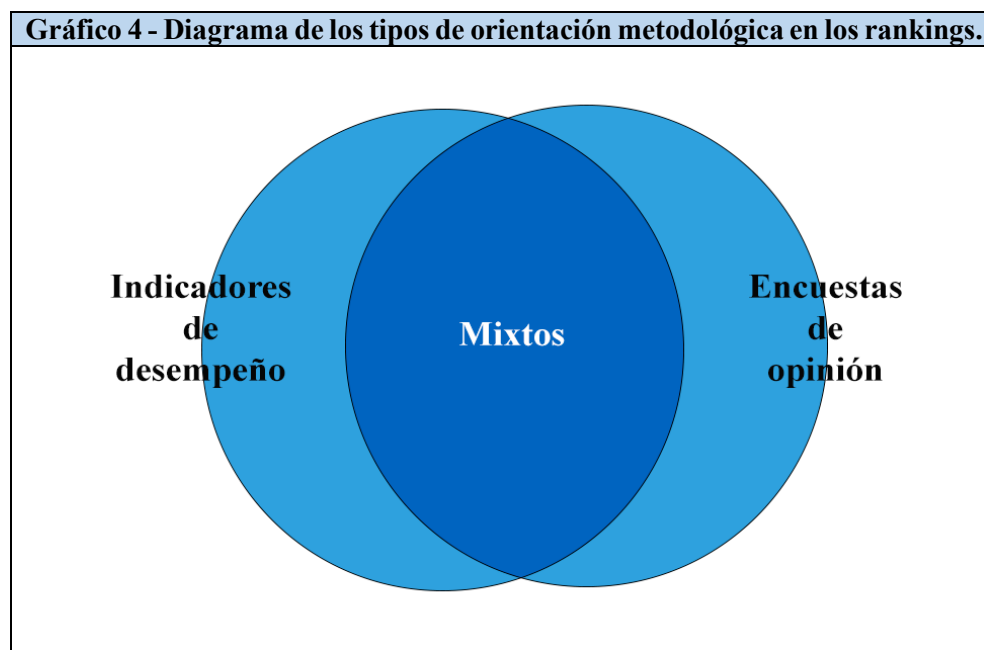 Gráfico 4 - Diagrama de los tipos de orientación metodológica en los rankings.
Indicadores
de
desempeño
Mixtos
Encuestas
de
opinión